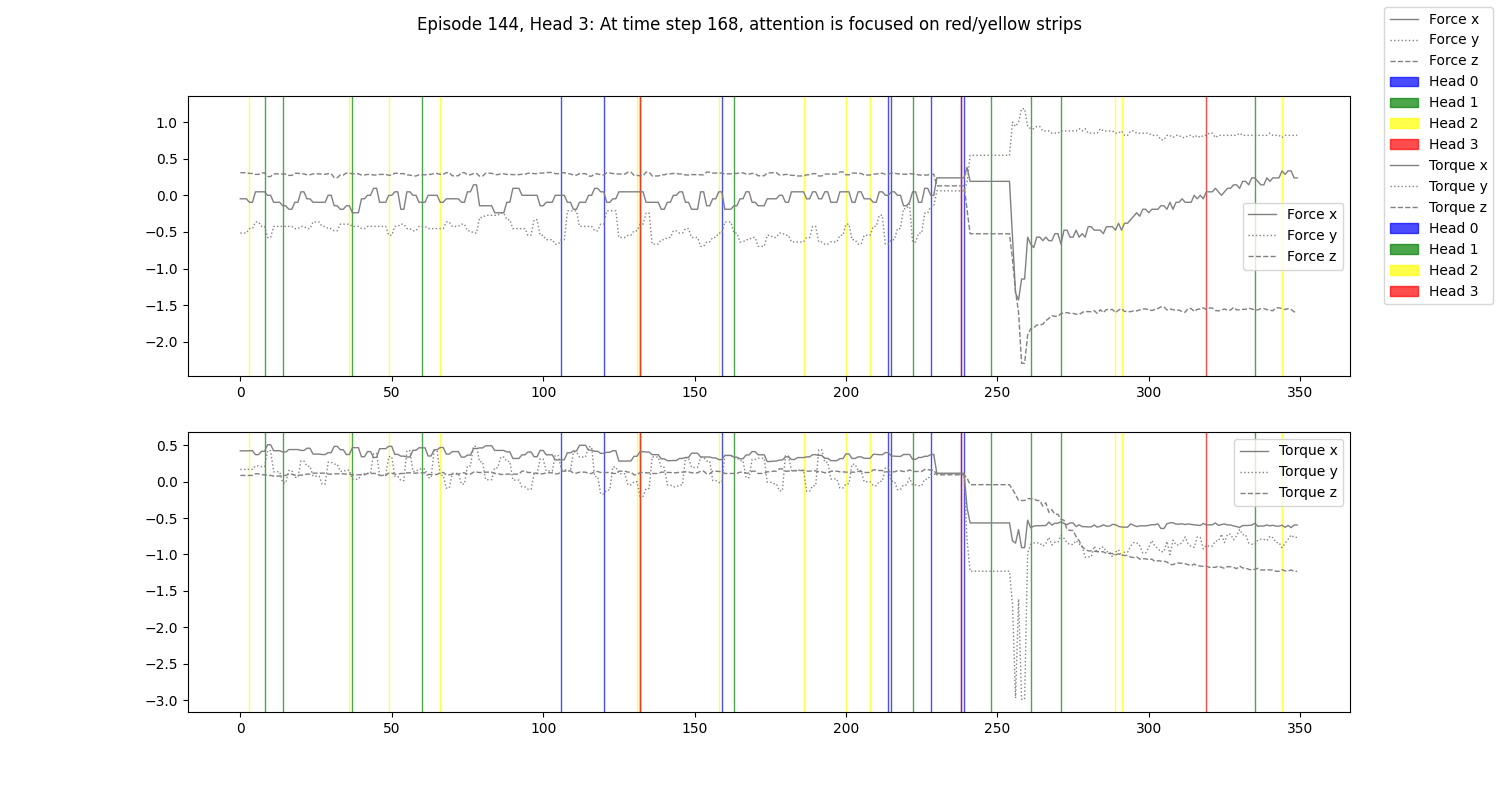 Episode 144, Head 3: At time step 168, attention is focused on red/yellow strips
Force x
Force y
Force z
Head 0
Head 1
Head 2
Head 3
Torque x
Torque y
Torque z
Head 0
Head 1
Head 2
Head 3
1.0
0.5
0.0
−0.5
−1.0
−1.5
−2.0
Force x
Force y
Force z
0 50 100 150 200 250 300 350
0.5
0.0
−0.5
−1.0
−1.5
−2.0
−2.5
−3.0
Torque x
Torque y
Torque z
0 50 100 150 200 250 300 350